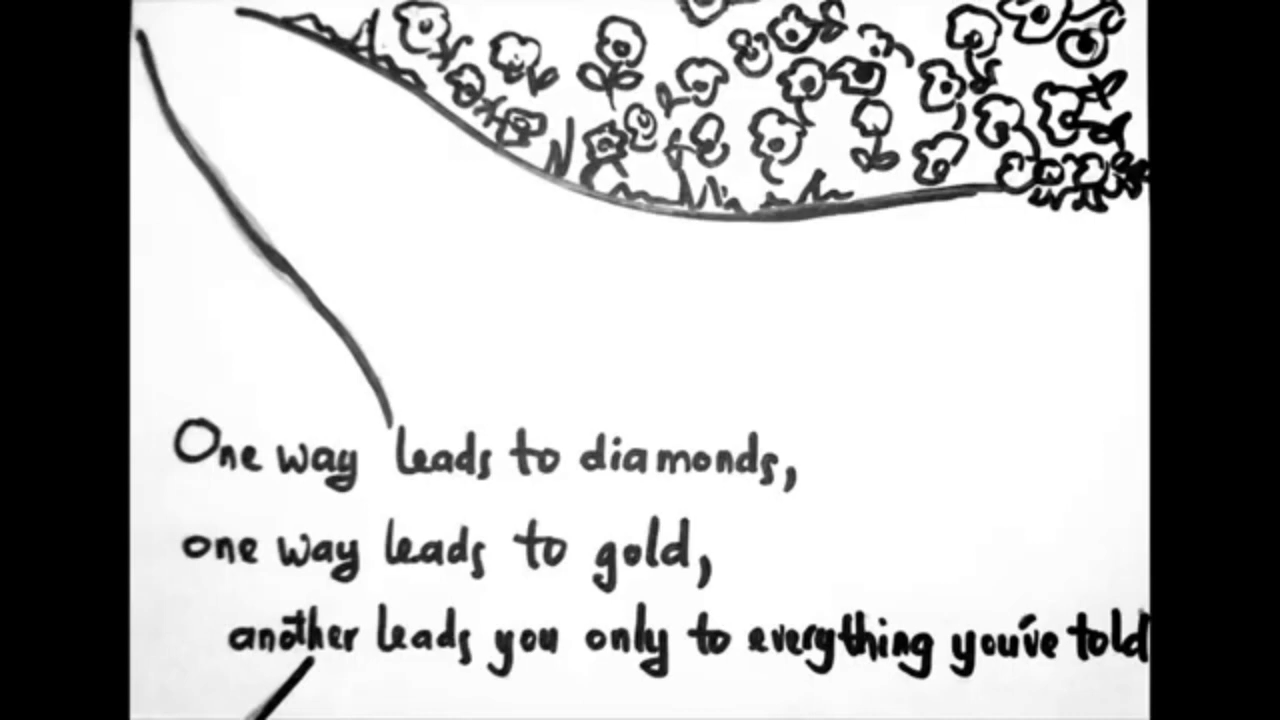 One way leads to diamonds,
one way leads to gold,
another leads you only to everything you've told